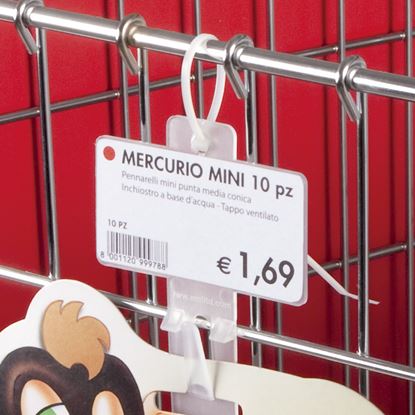 MERCURIO MINI 10 pz
Pennarelli mini punta media conica
Inchiostro a base d'acqua - Tappo ventilato
10 PZ
8 001120 999788
€ 1,69